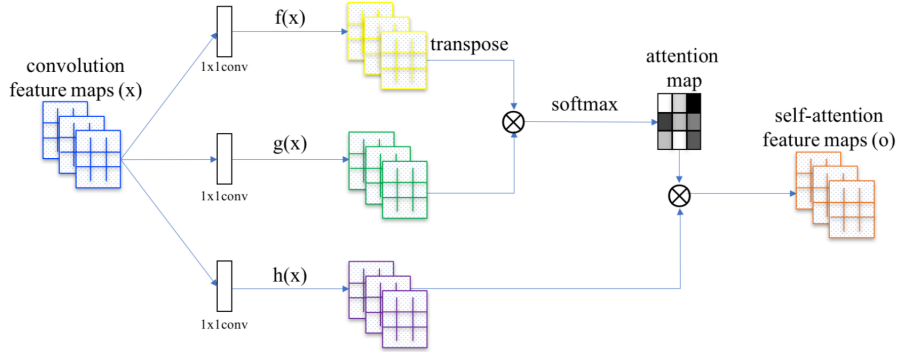 convolution
feature maps (x)
f(x)
1x1conv
transpose
g(x)
1x1conv
h(x)
1x1conv
softmax
attention
map
self-attention
feature maps (o)